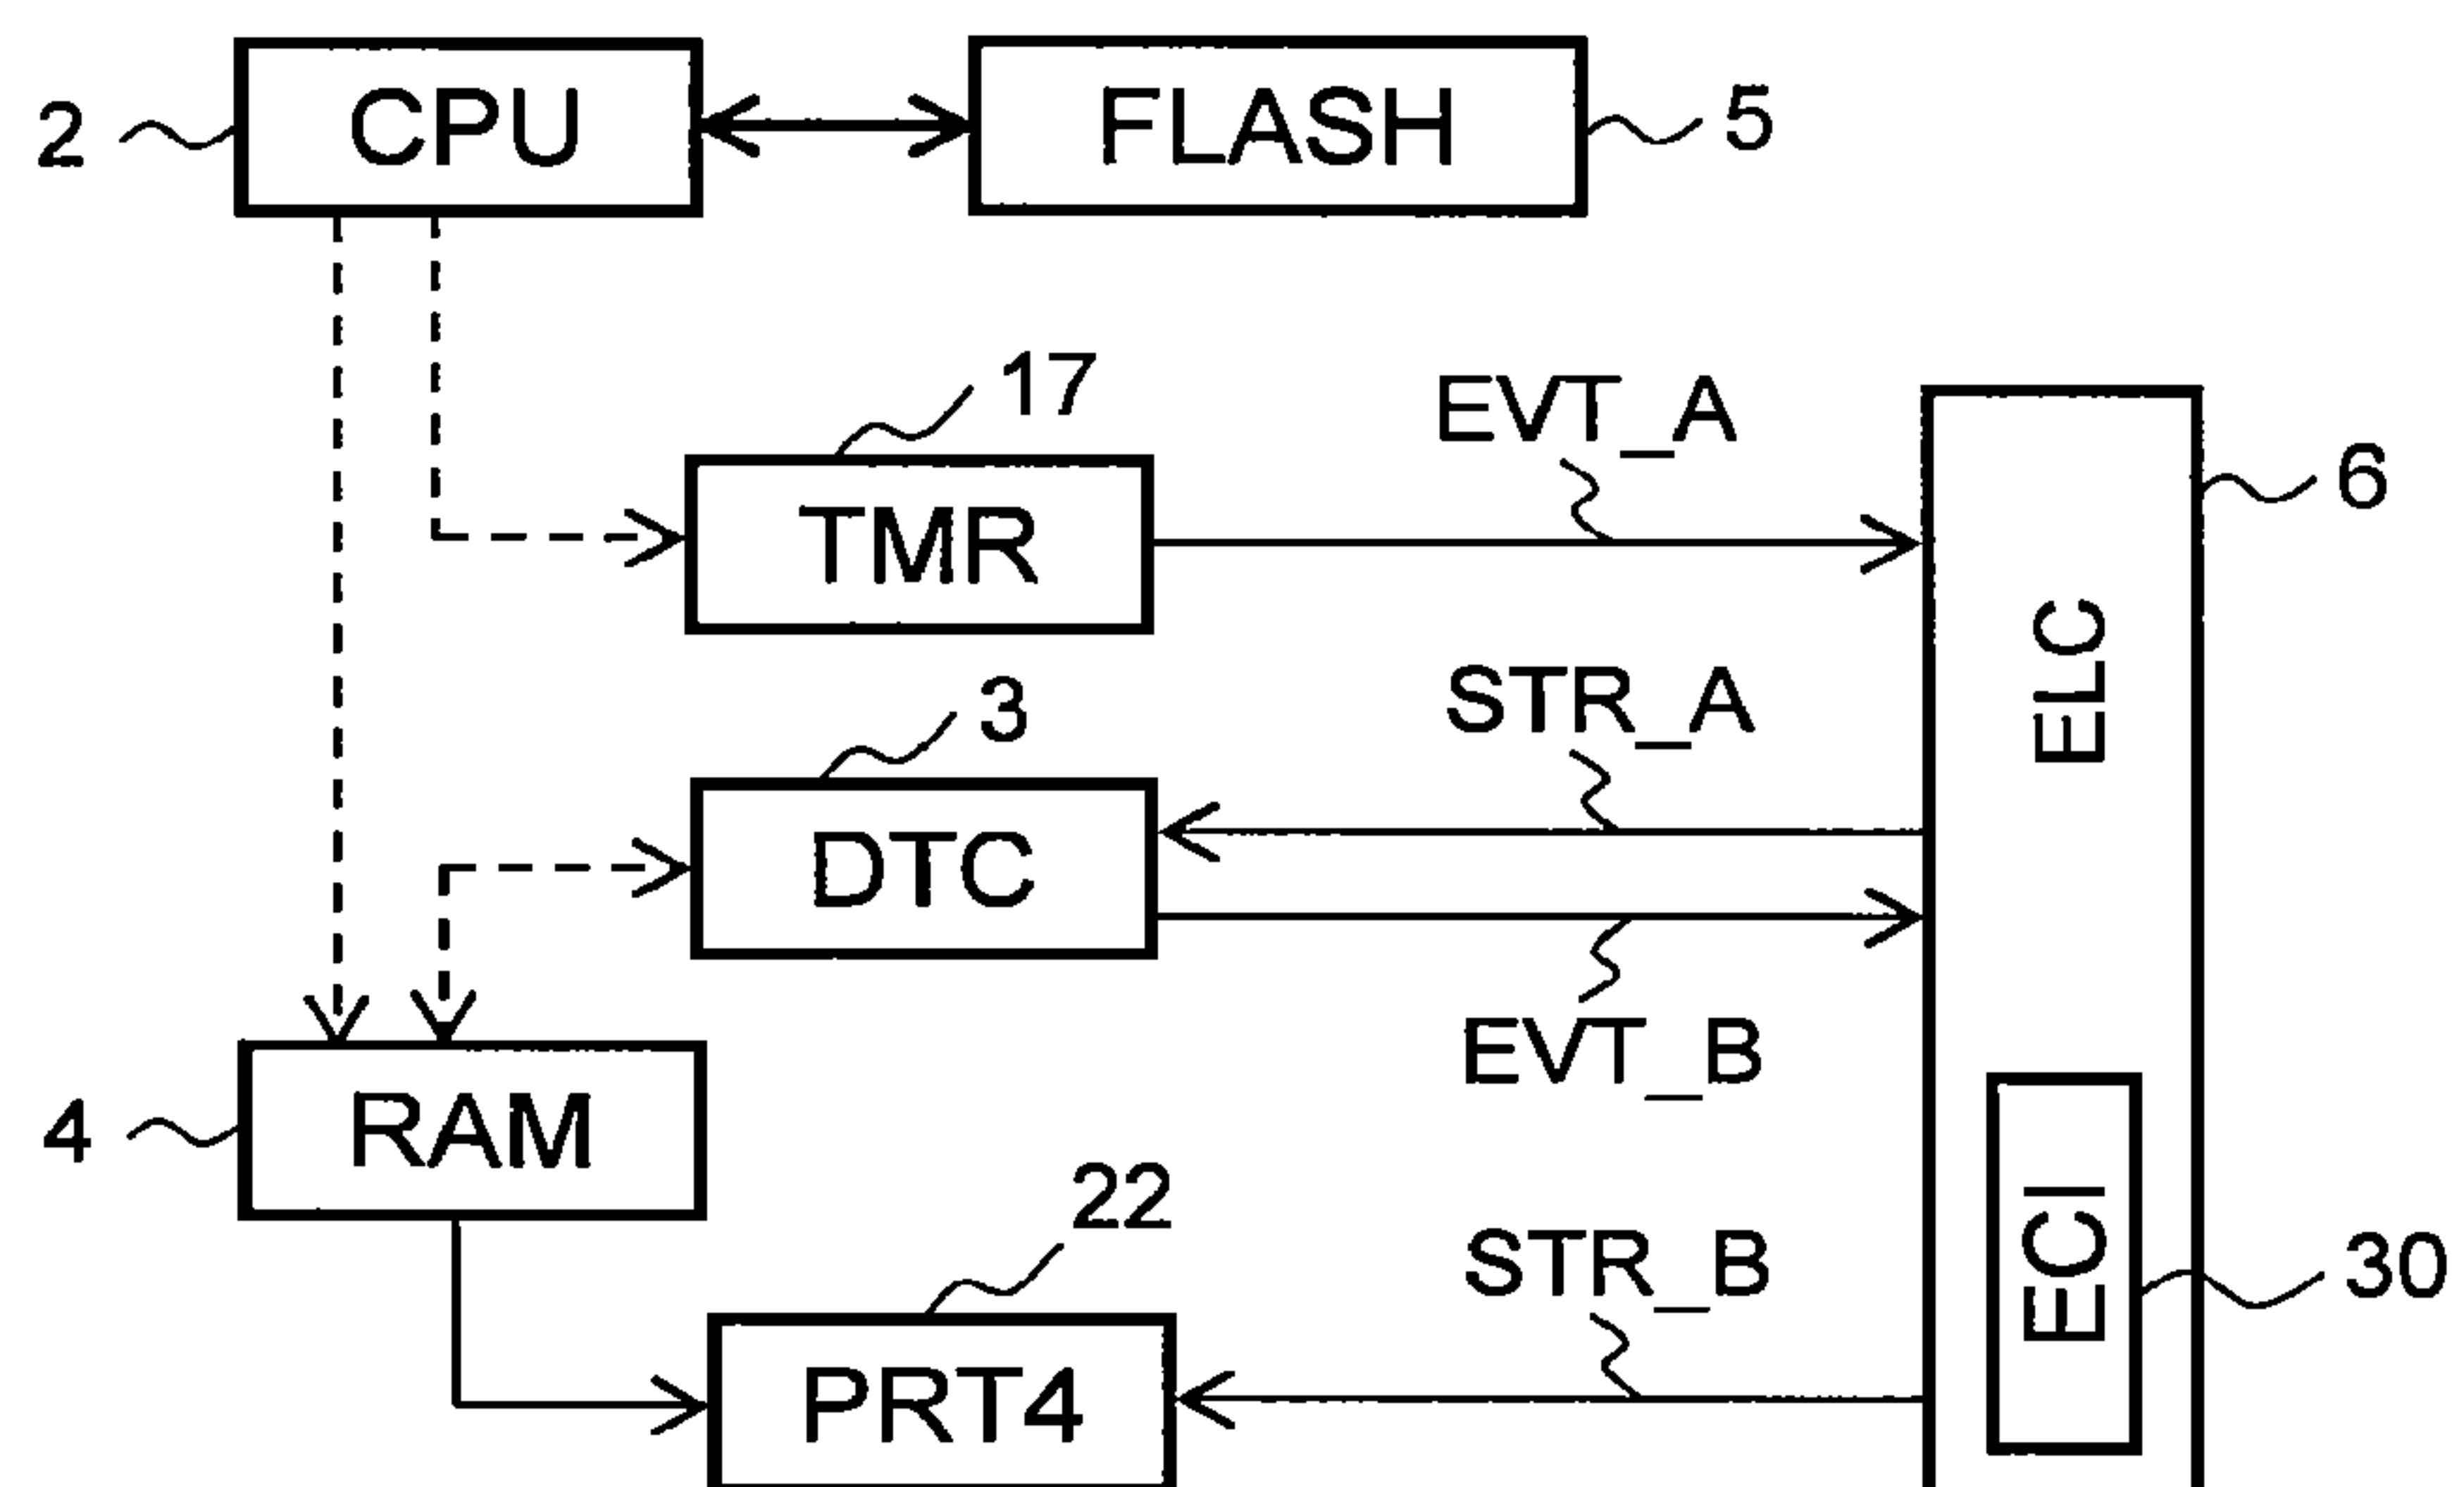 2
CPU
FLASH
5
17
EVT_A
6
TMR
ELC
STR_A
3
DTC
EVT_B
4
RAM
22
STR_B
ECI
30
PRT4